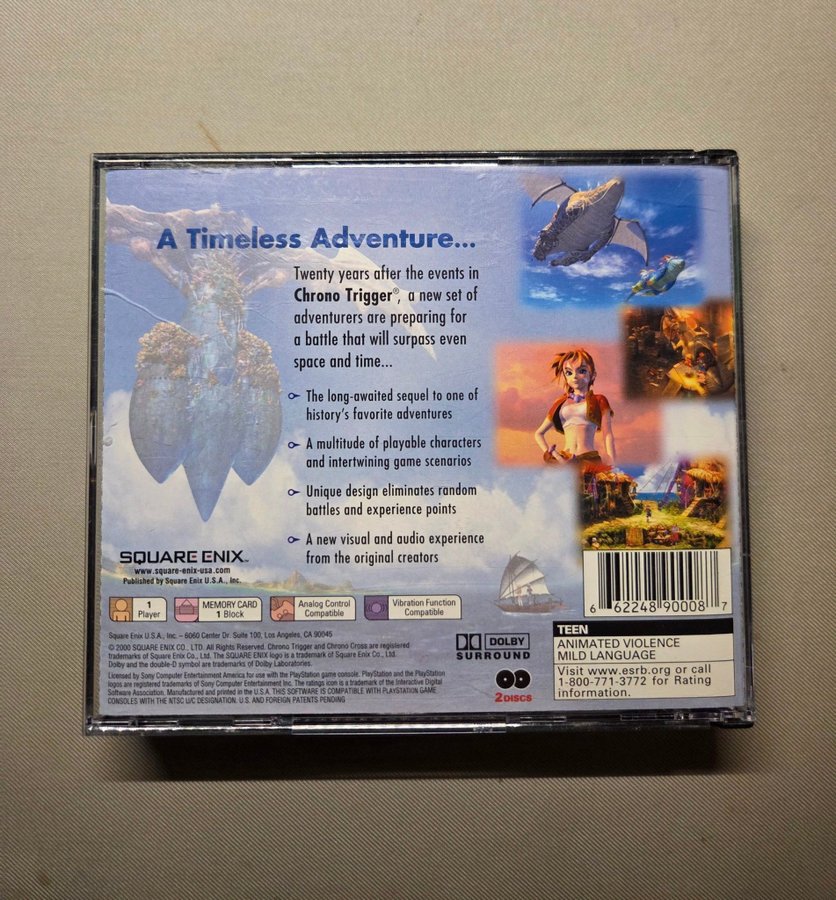 A Timeless Adventure...
Twenty years after the events in
Chrono Trigger®, a new set of
adventurers are preparing for
a battle that will surpass even
space and time...
The long-awaited sequel to one of
history's favorite adventures
A multitude of playable characters
and intertwining game scenarios
Unique design eliminates random
battles and experience points
A new visual and audio experience
from the original creators
SQUARE ENIX™
www.square-enix-usa.com
Published by Square Enix U.S.A., Inc.
6 62248 90008 7
1
Player
MEMORY CARD
1 Block
Analog Control
Compatible
Vibration Function
Compatible
Square Enix U.S.A., Inc. – 6060 Center Dr. Suite 100, Los Angeles, CA 90045
© 2000 SQUARE ENIX CO., LTD. All Rights Reserved. Chrono Trigger and Chrono Cross are registered
trademarks of Square Enix Co., Ltd. The SQUARE ENIX logo is a trademark of Square Enix Co., Ltd.
Dolby and the double-D symbol are trademarks of Dolby Laboratories.
Licensed by Sony Computer Entertainment America for use with the PlayStation game console. PlayStation and the PlayStation
logos are registered trademarks of Sony Computer Entertainment Inc. The ratings icon is a trademark of the Interactive Digital
Software Association. Manufactured and printed in the U.S.A. THIS SOFTWARE IS COMPATIBLE WITH PLAYSTATION GAME
CONSOLES WITH THE NTSC U/C DESIGNATION. U.S. AND FOREIGN PATENTS PENDING
DOLBY
SURROUND
2 DISCS
TEEN
ANIMATED VIOLENCE
MILD LANGUAGE
Visit www.esrb.org or call
1-800-771-3772 for Rating
information.